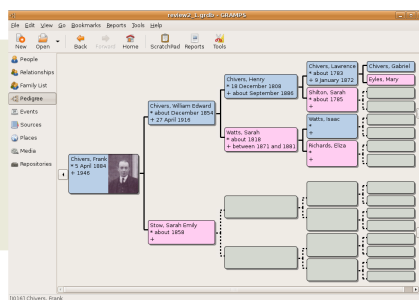 review2_1.grdb - GRAMPS
File Edit View Go Bookmarks Reports Tools Help
New Open Back Forward Home ScratchPad Reports Tools
People
Relationships
Family List
Pedigree
Events
Sources
Places
Media
Repositories
Chivers, Frank
* 5 April 1884
+ 1946
Chivers, William Edward
* about December 1854
+ 27 April 1916
Stow, Sarah Emily
* about 1858
+
Chivers, Henry
* 18 December 1808
+ about September 1886
Watts, Sarah
* about 1818
+ between 1871 and 1881
Chivers, Lawrence
* about 1783
+ 9 January 1872
Shilton, Sarah
* about 1785
+
Watts, Isaac
*
+
Richards, Eliza
*
+
Chivers, Gabriel
Eyles, Mary
[I016] Chivers, Frank